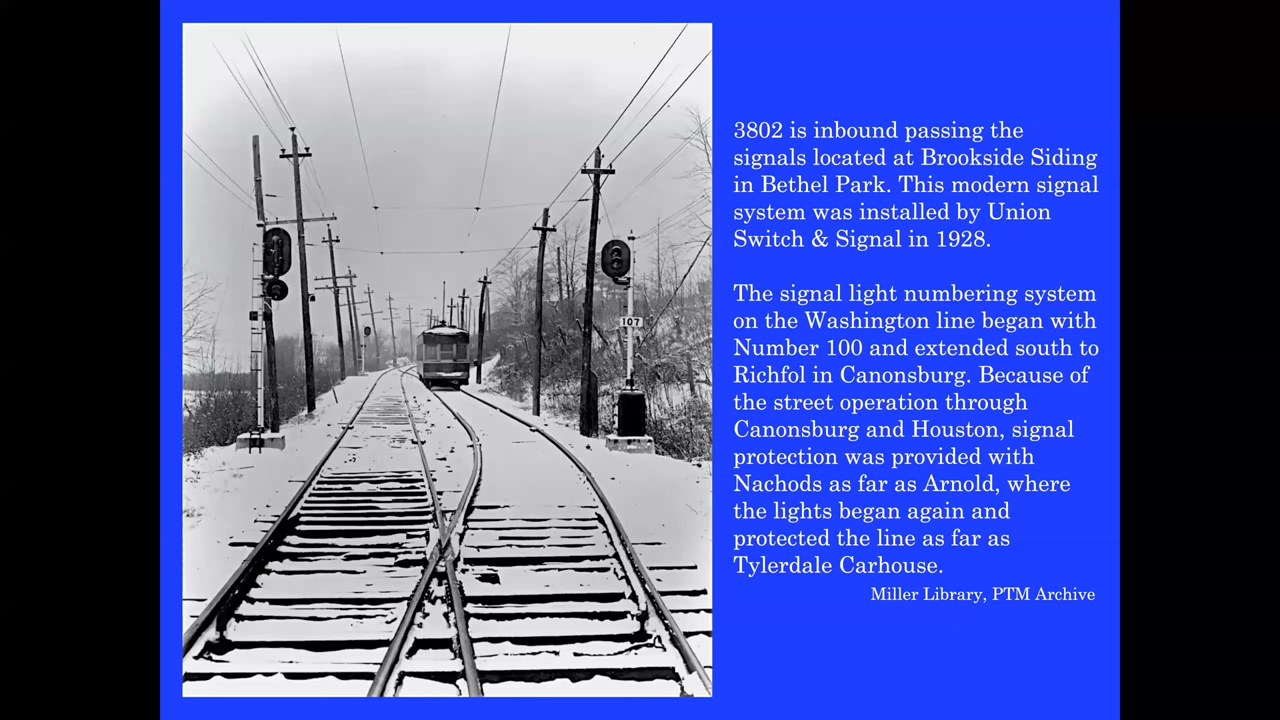 3802 is inbound passing the
signals located at Brookside Siding
in Bethel Park. This modern signal
system was installed by Union
Switch & Signal in 1928.
The signal light numbering system
on the Washington line began with
Number 100 and extended south to
Richfol in Canonsburg. Because of
the street operation through
Canonsburg and Houston, signal
protection was provided with
Nachods as far as Arnold, where
the lights began again and
protected the line as far as
Tylerdale Carhouse.
Miller Library, PTM Archive
107